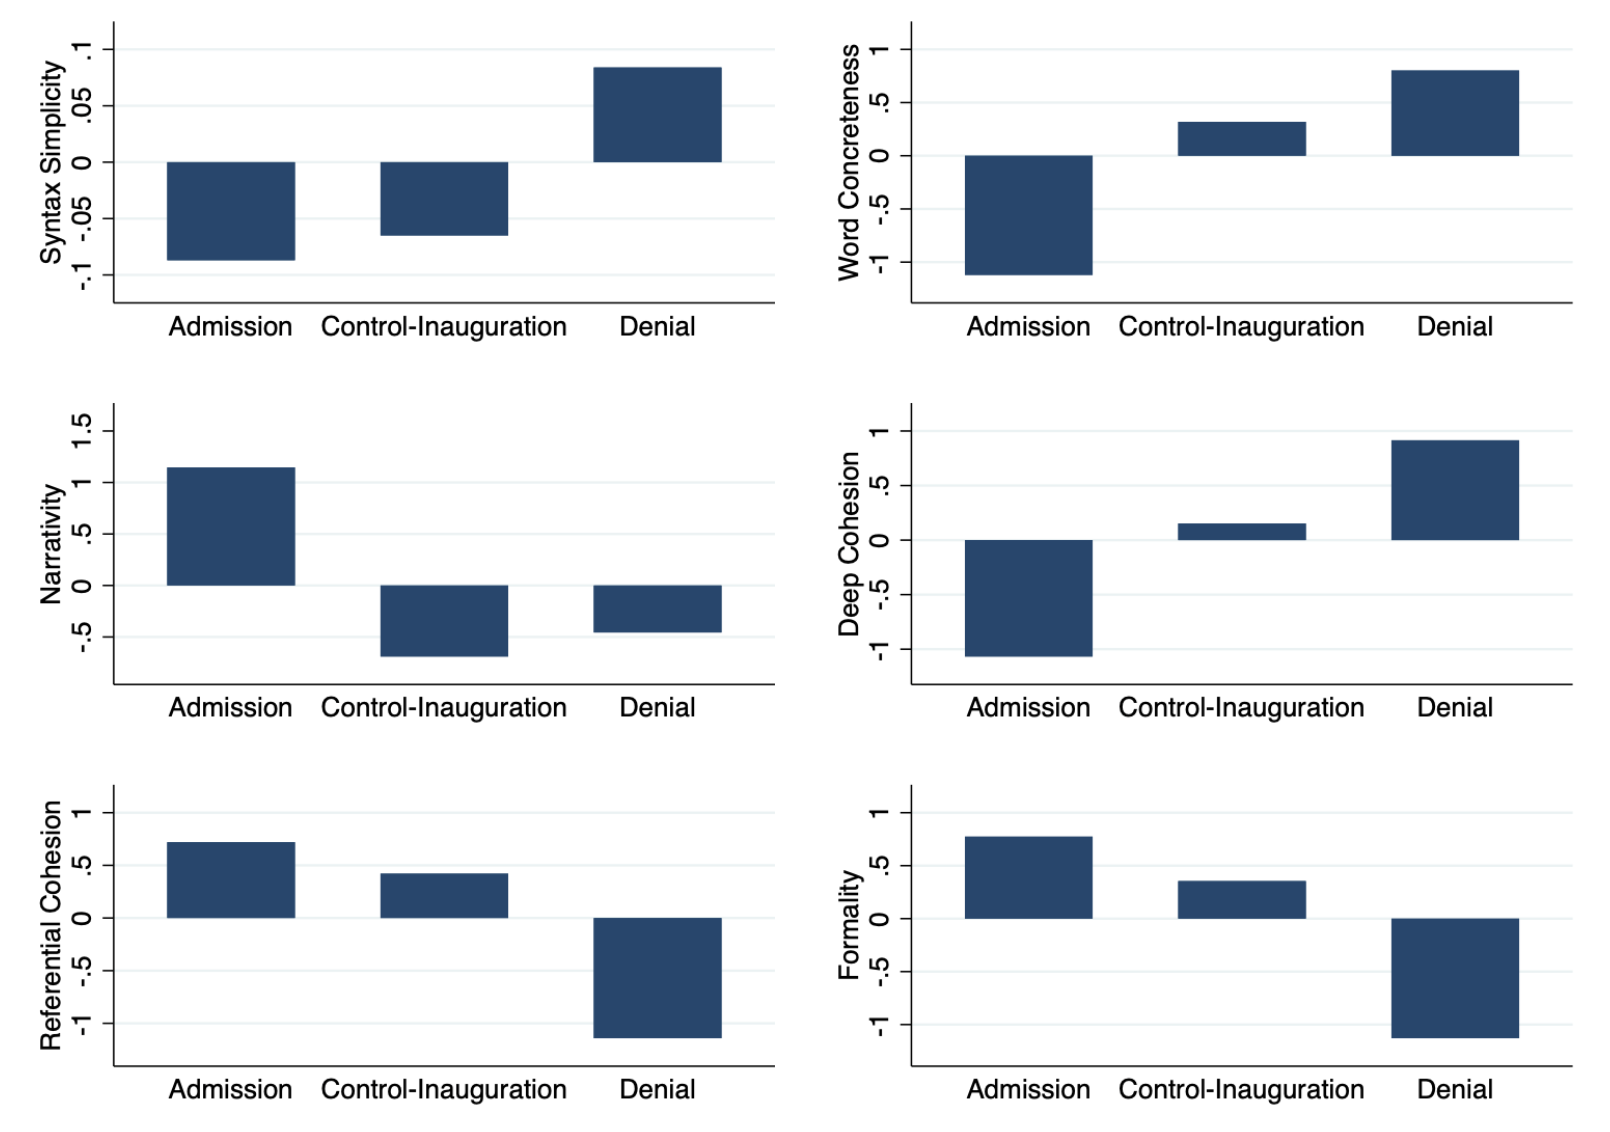 Syntax Simplicity
.1
.05
0
-.05
-.1
Admission Control-Inauguration Denial
Word Concreteness
1
.5
0
-.5
-1
Admission Control-Inauguration Denial
Narrativity
1.5
1
.5
0
-.5
Admission Control-Inauguration Denial
Deep Cohesion
1
.5
0
-.5
-1
Admission Control-Inauguration Denial
Referential Cohesion
1
.5
0
-.5
-1
Admission Control-Inauguration Denial
Formality
1
.5
0
-.5
-1
Admission Control-Inauguration Denial